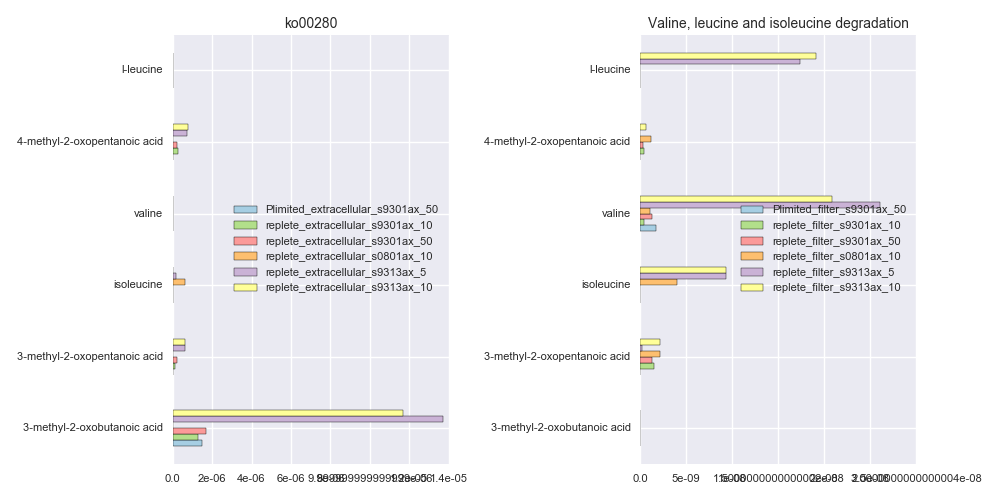 ko00280
l-leucine
4-methyl-2-oxopentanoic acid
valine
isoleucine
3-methyl-2-oxopentanoic acid
3-methyl-2-oxobutanoic acid
Plimited_extracellular_s9301ax_50
replete_extracellular_s9301ax_10
replete_extracellular_s9301ax_50
replete_extracellular_s0801ax_10
replete_extracellular_s9313ax_5
replete_extracellular_s9313ax_10
0.0 2e-06 4e-06 6e-06 1.4e-05
Valine, leucine and isoleucine degradation
l-leucine
4-methyl-2-oxopentanoic acid
valine
isoleucine
3-methyl-2-oxopentanoic acid
3-methyl-2-oxobutanoic acid
Plimited_filter_s9301ax_50
replete_filter_s9301ax_10
replete_filter_s9301ax_50
replete_filter_s0801ax_10
replete_filter_s9313ax_5
replete_filter_s9313ax_10
0.0 5e-09